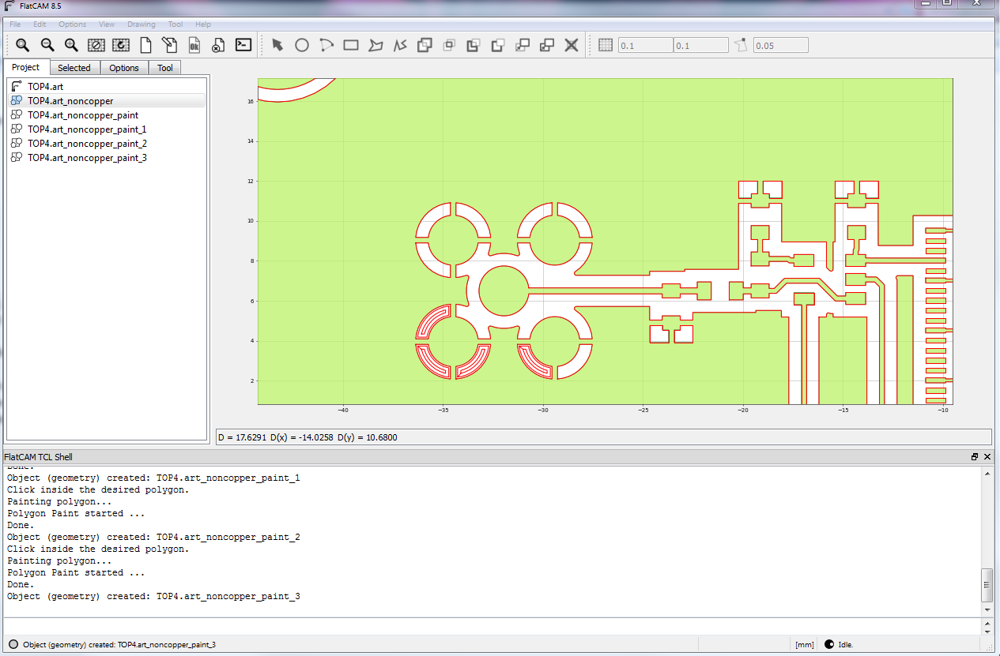 FlatCAM 8.5
File Edit Options View Drawing Tool Help
0.1 0.1 0.05
Project Selected Options Tool
TOP4.art
TOP4.art_noncopper
TOP4.art_noncopper_paint
TOP4.art_noncopper_paint_1
TOP4.art_noncopper_paint_2
TOP4.art_noncopper_paint_3
16
14
12
10
8
6
4
2
−40 −35 −30 −25 −20 −15 −10
D = 17.6291 D(x) = -14.0258 D(y) = 10.6800
FlatCAM TCL Shell
Done.
Object (geometry) created: TOP4.art_noncopper_paint_1
Click inside the desired polygon.
Painting polygon...
Polygon Paint started ...
Done.
Object (geometry) created: TOP4.art_noncopper_paint_2
Click inside the desired polygon.
Painting polygon...
Polygon Paint started ...
Done.
Object (geometry) created: TOP4.art_noncopper_paint_3
Object (geometry) created: TOP4.art_noncopper_paint_3 [mm] Idle.